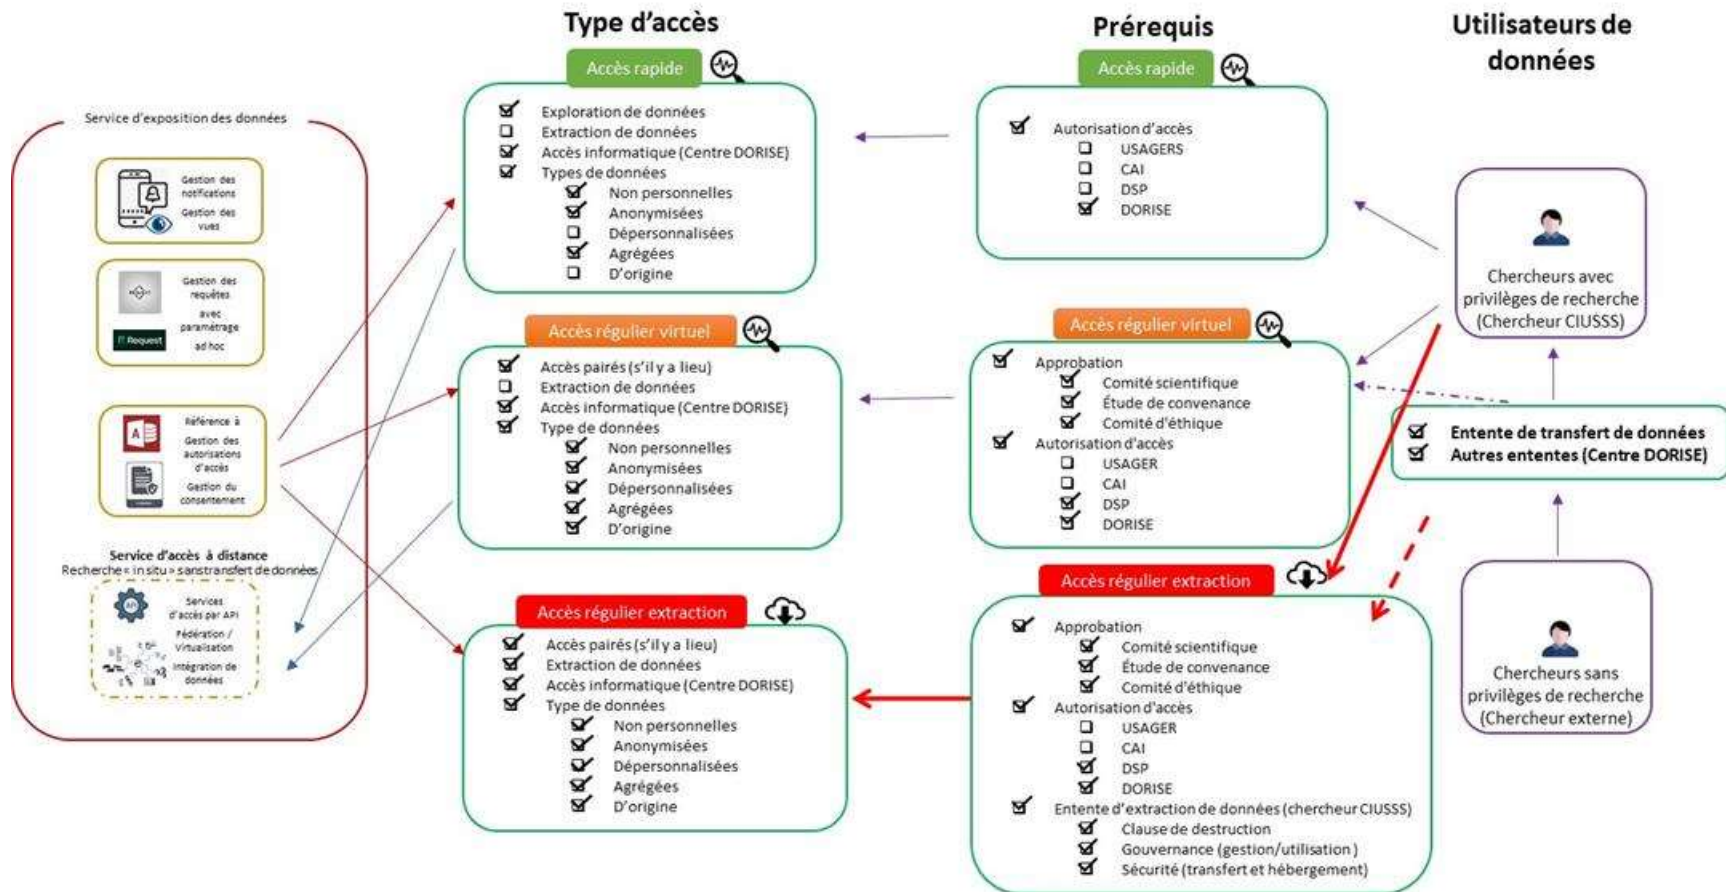 Type d'accès
Prérequis
Utilisateurs de
données
Service d'exposition des données
Gestion des
notifications
Gestion des
vues
Gestion des
requêtes
avec
paramétrage
ad hoc
Request
A
Référence à
Gestion des
autorisations
d'accès
Gestion du
consentement
Service d'accès à distance
Recherche « in situ » sans transfert de données
API
Services
d'accès par API
Fédération /
Virtualisation
Intégration de
données
Accès rapide
Exploration de données
Extraction de données
Accès informatique (Centre DORISE)
Types de données
Non personnelles
Anonymisées
Dépersonnalisées
Agrégées
D'origine
Accès régulier virtuel
Accès pairés (s'il y a lieu)
Extraction de données
Accès informatique (Centre DORISE)
Type de données
Non personnelles
Anonymisées
Dépersonnalisées
Agrégées
D'origine
Accès régulier extraction
Accès pairés (s'il y a lieu)
Extraction de données
Accès informatique (Centre DORISE)
Type de données
Non personnelles
Anonymisées
Dépersonnalisées
Agrégées
D'origine
Accès rapide
Autorisation d'accès
USAGERS
CAI
DSP
DORISE
Accès régulier virtuel
Approbation
Comité scientifique
Étude de convenance
Comité d'éthique
Autorisation d'accès
USAGER
CAI
DSP
DORISE
Accès régulier extraction
Approbation
Comité scientifique
Étude de convenance
Comité d'éthique
Autorisation d'accès
USAGER
CAI
DSP
DORISE
Entente d'extraction de données (chercheur CIUSSS)
Clause de destruction
Gouvernance (gestion/utilisation)
Sécurité (transfert et hébergement)
Chercheurs avec
privilèges de recherche
(Chercheur CIUSSS)
Entente de transfert de données
Autres ententes (Centre DORISE)
Chercheurs sans
privilèges de recherche
(Chercheur externe)